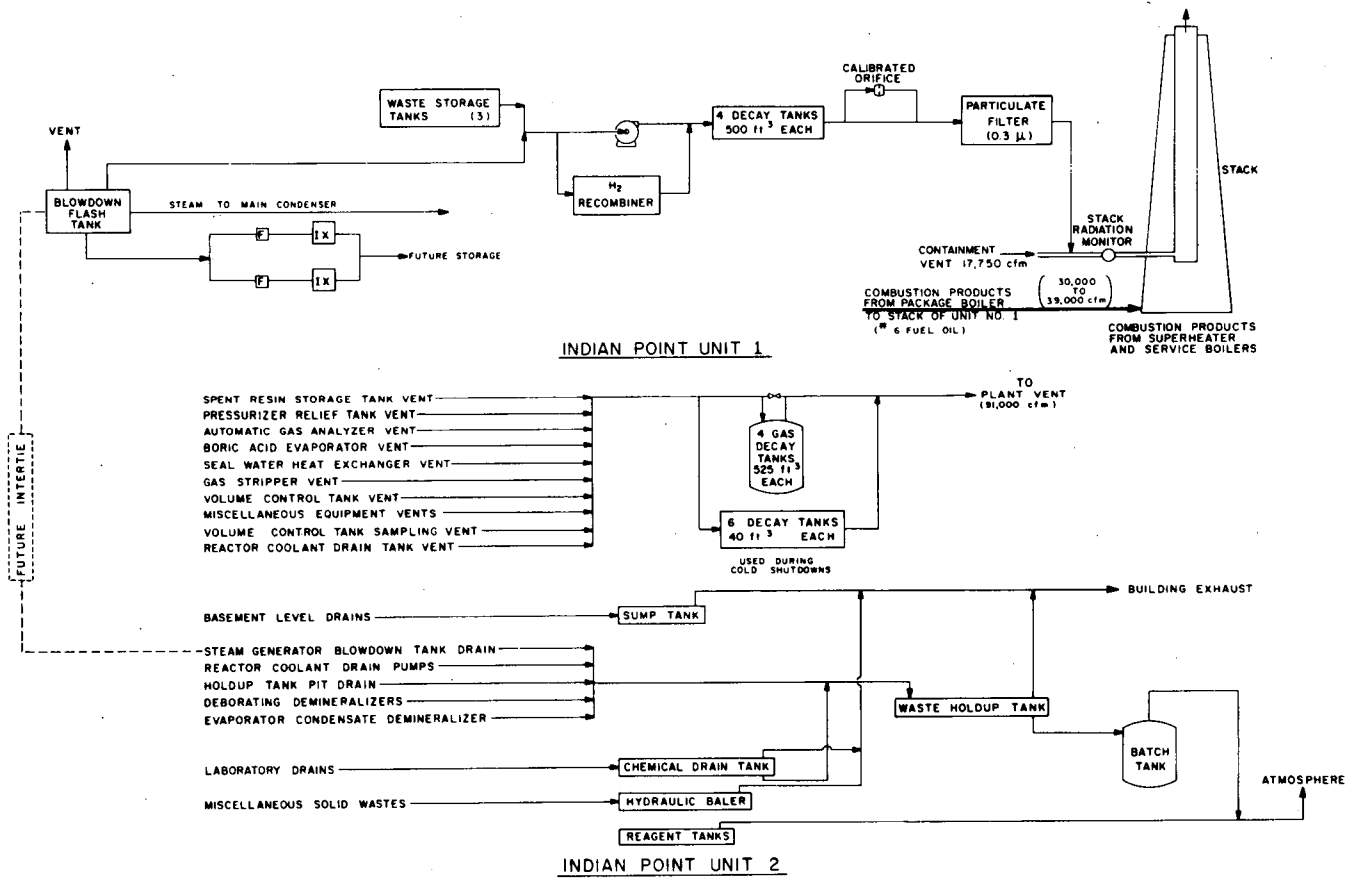 VENT
BLOWDOWN
FLASH
TANK
WASTE STORAGE
TANKS (3)
STEAM TO MAIN CONDENSER
F
IX
F
IX
FUTURE STORAGE
H2
RECOMBINER
4 DECAY TANKS
500 ft3 EACH
CALIBRATED
ORIFICE
PARTICULATE
FILTER
(0.3 μ)
STACK
STACK
RADIATION
MONITOR
CONTAINMENT
VENT 17,750 cfm
COMBUSTION PRODUCTS
FROM PACKAGE BOILER
TO STACK OF UNIT NO. 1
(# 6 FUEL OIL)
(30,000
TO
39,000 cfm)
COMBUSTION PRODUCTS
FROM SUPERHEATER
AND SERVICE BOILERS
INDIAN POINT UNIT 1
FUTURE INTERTIE
SPENT RESIN STORAGE TANK VENT
PRESSURIZER RELIEF TANK VENT
AUTOMATIC GAS ANALYZER VENT
BORIC ACID EVAPORATOR VENT
SEAL WATER HEAT EXCHANGER VENT
GAS STRIPPER VENT
VOLUME CONTROL TANK VENT
MISCELLANEOUS EQUIPMENT VENTS
VOLUME CONTROL TANK SAMPLING VENT
REACTOR COOLANT DRAIN TANK VENT
4 GAS
DECAY
TANKS
525 ft3
EACH
6 DECAY TANKS
40 ft3 EACH
USED DURING
COLD SHUTDOWNS
TO
PLANT VENT
(91,000 cfm)
BASEMENT LEVEL DRAINS
SUMP TANK
BUILDING EXHAUST
STEAM GENERATOR BLOWDOWN TANK DRAIN
REACTOR COOLANT DRAIN PUMPS
HOLDUP TANK PIT DRAIN
DEBORATING DEMINERALIZERS
EVAPORATOR CONDENSATE DEMINERALIZER
WASTE HOLDUP TANK
BATCH
TANK
LABORATORY DRAINS
CHEMICAL DRAIN TANK
MISCELLANEOUS SOLID WASTES
HYDRAULIC BALER
REAGENT TANKS
ATMOSPHERE
INDIAN POINT UNIT 2